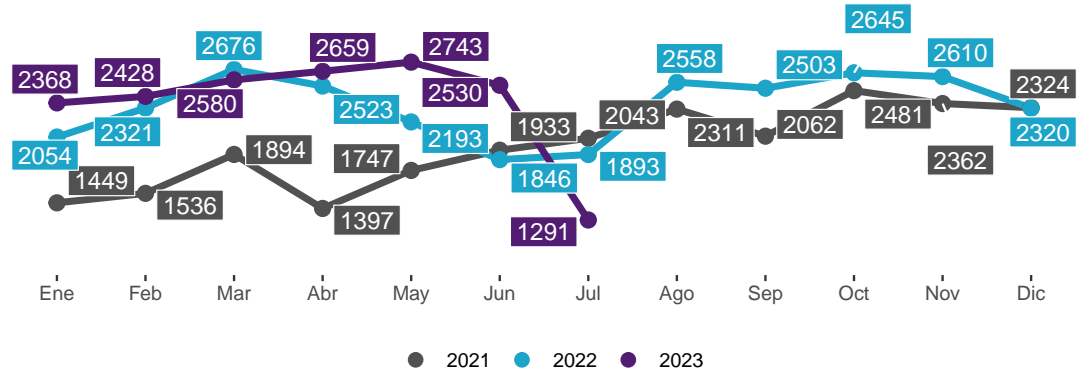 2645
2676 2659 2743 2610
2368 2428 2558 2503 2324
2580 2530
2523 2043 2481
2054 2321 2193 1933 2311 2062 2320
1449 1894 1747 1846 1893 2362
1536 1397 1291
Ene Feb Mar Abr May Jun Jul Ago Sep Oct Nov Dic
2021 2022 2023